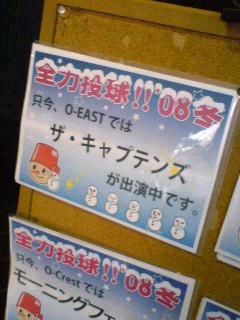 全力投球!!'08冬
只今、O-EASTでは
ザ・キャプテンズ
が出演中です。
全力投球!!'08冬
只今、O-Crestでは
モーニングフ